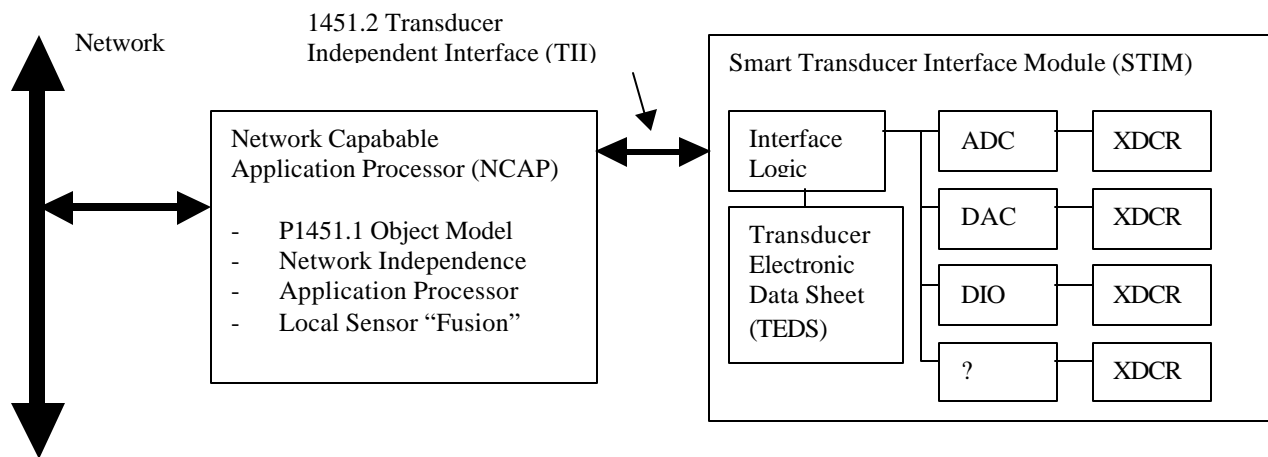 Network
1451.2 Transducer
Independent Interface (TII)
Network Capabable
Application Processor (NCAP)
- P1451.1 Object Model
- Network Independence
- Application Processor
- Local Sensor “Fusion”
Smart Transducer Interface Module (STIM)
Interface
Logic
Transducer
Electronic
Data Sheet
(TEDS)
ADC
XDCR
DAC
XDCR
DIO
XDCR
?
XDCR